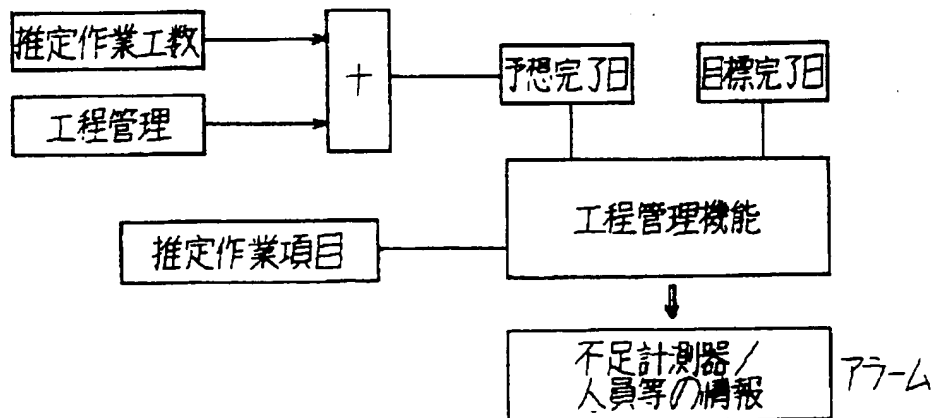 推定作業工数
工程管理
+
予想完了日
目標完了日
工程管理機能
推定作業項目
不足計測器/
人員等の情報
アラーム